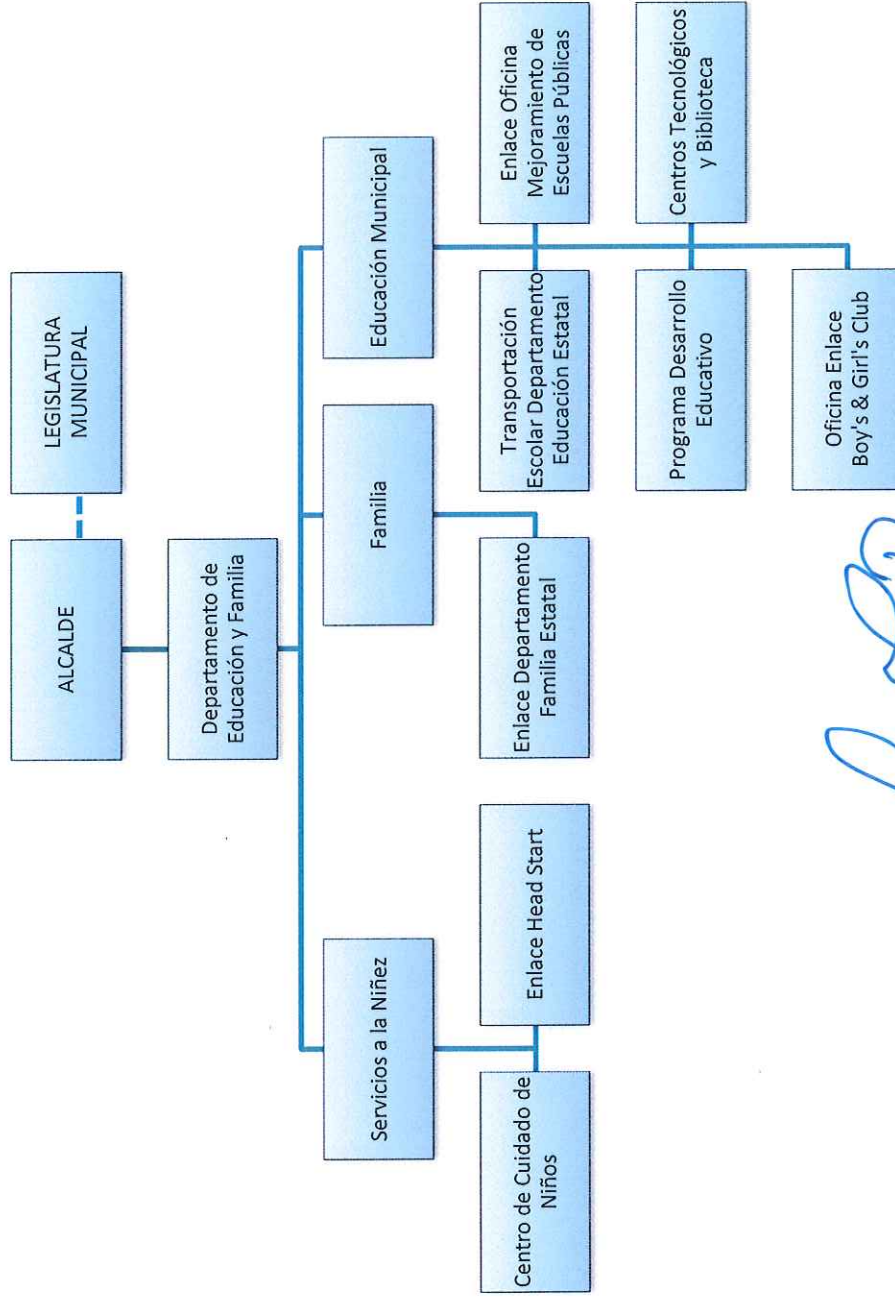 ALCALDE
LEGISLATURA
MUNICIPAL
Departamento de
Educación y Familia
Servicios a la Niñez
Familia
Educación Municipal
Centro de Cuidado de
Niños
Enlace Head Start
Enlace Departamento
Familia Estatal
Transportación
Escolar Departamento
Educación Estatal
Enlace Oficina
Mejoramiento de
Escuelas Públicas
Programa Desarrollo
Educativo
Centros Tecnológicos
y Biblioteca
Oficina Enlace
Boy's & Girl's Club